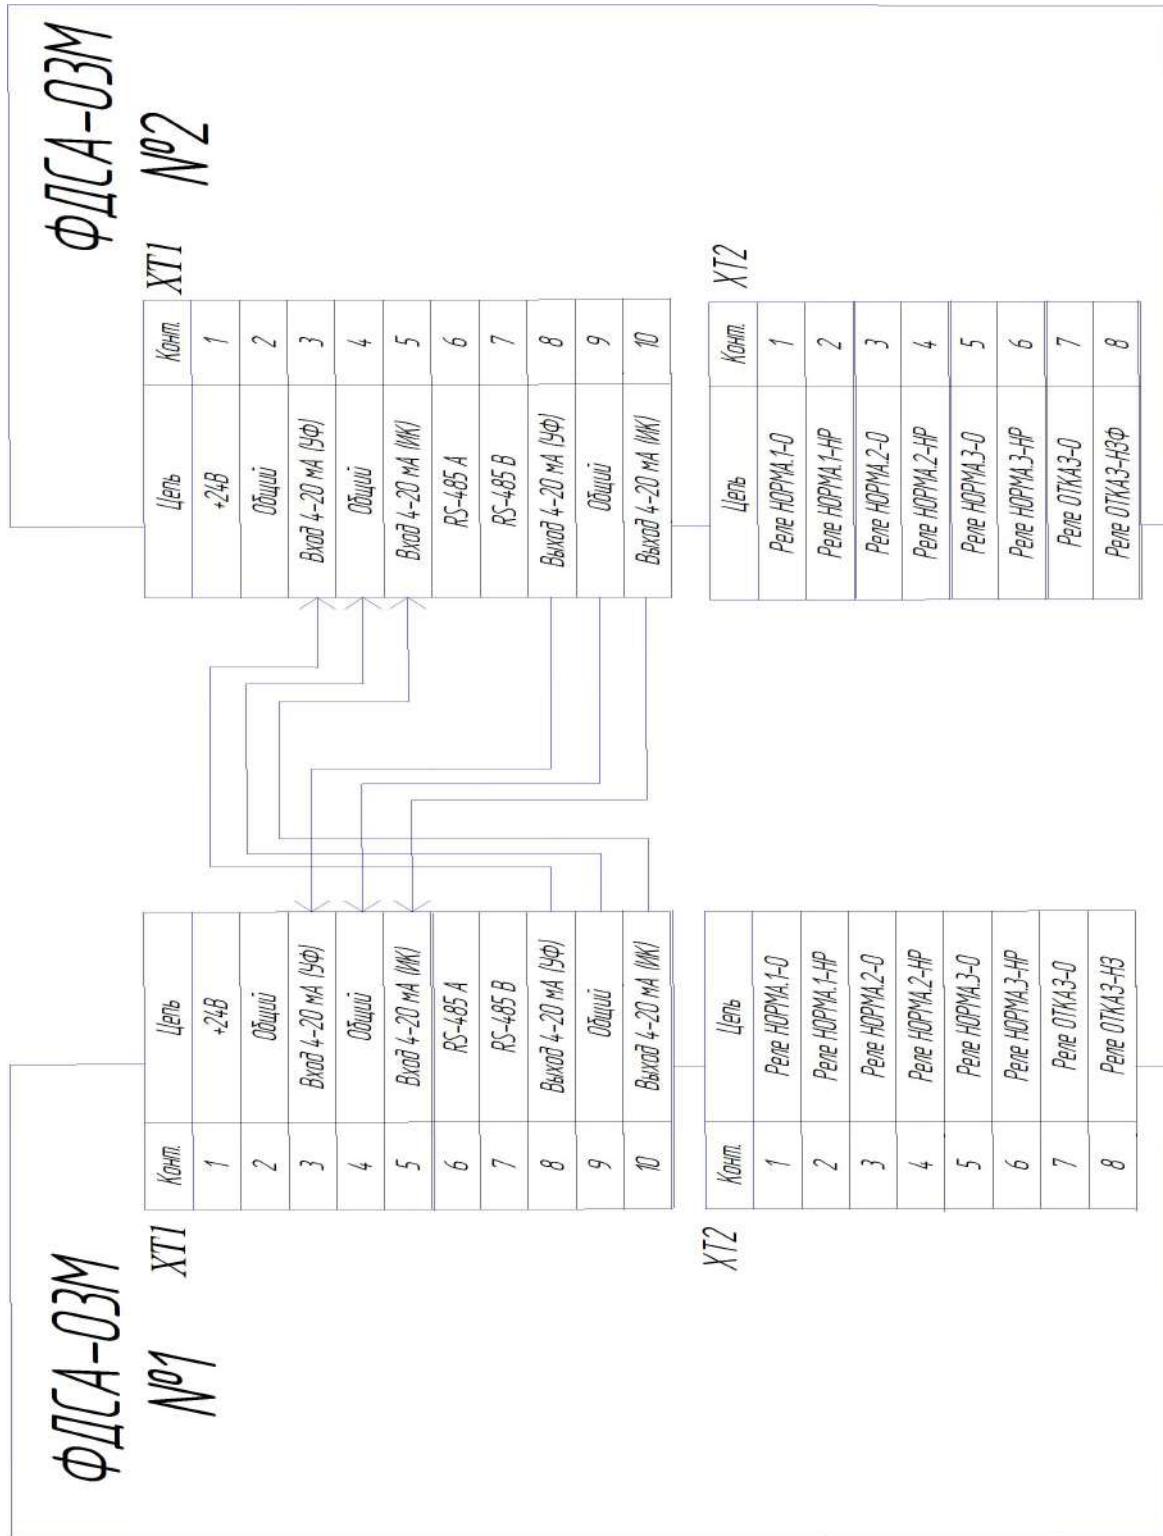 ФДСА-03М
№1
ФДСА-03М
№2
XT1
Конт. Цепь
1 +24В
2 Общий
3 Вход 4-20 мА (УФ)
4 Общий
5 Вход 4-20 мА (ИК)
6 RS-485 A
7 RS-485 B
8 Выход 4-20 мА (УФ)
9 Общий
10 Выход 4-20 мА (ИК)
XT1
Цепь Конт.
+24В 1
Общий 2
Вход 4-20 мА (УФ) 3
Общий 4
Вход 4-20 мА (ИК) 5
RS-485 A 6
RS-485 B 7
Выход 4-20 мА (УФ) 8
Общий 9
Выход 4-20 мА (ИК) 10
XT2
Конт. Цепь
1 Реле НОРМА.1-О
2 Реле НОРМА.1-НР
3 Реле НОРМА.2-О
4 Реле НОРМА.2-НР
5 Реле НОРМА.3-О
6 Реле НОРМА.3-НР
7 Реле ОТКАЗ-О
8 Реле ОТКАЗ-НЗ
XT2
Цепь Конт.
Реле НОРМА.1-О 1
Реле НОРМА.1-НР 2
Реле НОРМА.2-О 3
Реле НОРМА.2-НР 4
Реле НОРМА.3-О 5
Реле НОРМА.3-НР 6
Реле ОТКАЗ-О 7
Реле ОТКАЗ-НЗФ 8